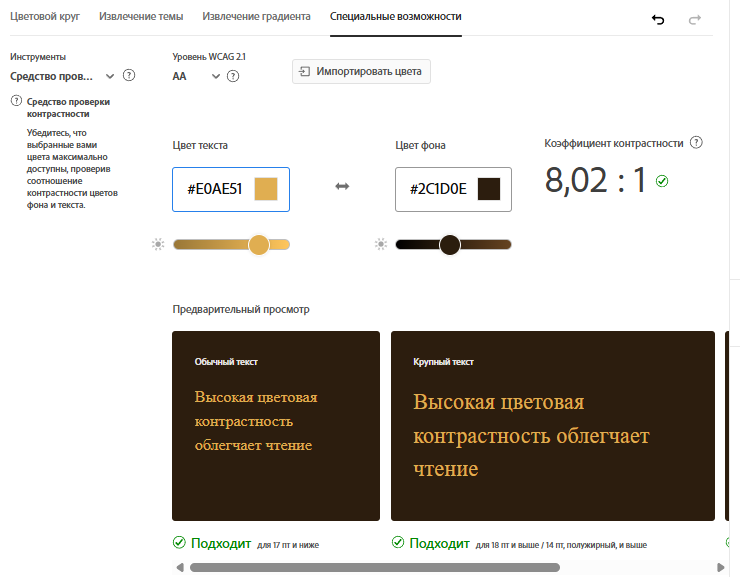 Цветовой круг
Извлечение темы
Извлечение градиента
Специальные возможности
Инструменты
Средство пров...
?
Уровень WCAG 2.1
AA
?
Импортировать цвета
? Средство проверки
контрастности
Убедитесь, что
выбранные вами
цвета максимально
доступны, проверив
соотношение
контрастности цветов
фона и текста.
Цвет текста
#E0AE51
Цвет фона
#2C1D0E
Коэффициент контрастности ?
8,02 : 1
Предварительный просмотр
Обычный текст
Высокая цветовая
контрастность
облегчает чтение
Подходит для 17 пт и ниже
Крупный текст
Высокая цветовая
контрастность облегчает
чтение
Подходит для 18 пт и выше / 14 пт, полужирный, и выше